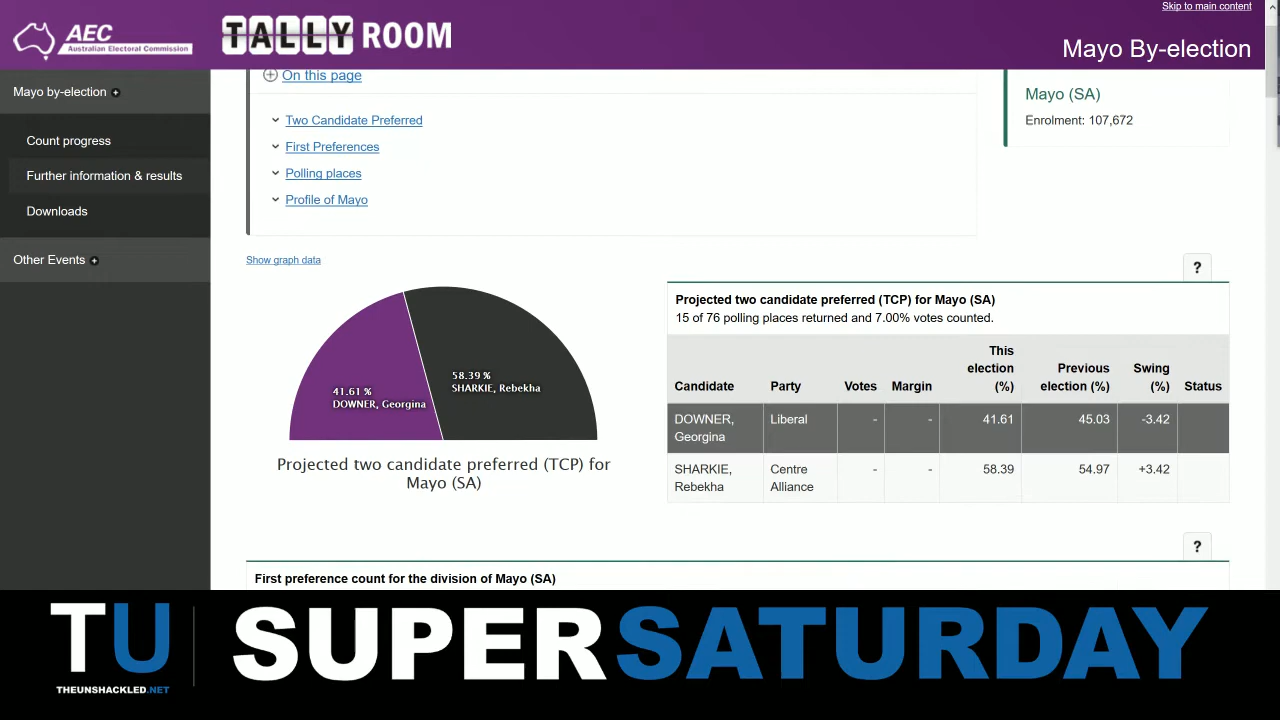 Skip to main content
AEC
Australian Electoral Commission
TALLY ROOM
Mayo By-election
Mayo by-election
Count progress
Further information & results
Downloads
Other Events
On this page
Two Candidate Preferred
First Preferences
Polling places
Profile of Mayo
Mayo (SA)
Enrolment: 107,672
Show graph data
41.61 %
DOWNER, Georgina
58.39 %
SHARKIE, Rebekha
Projected two candidate preferred (TCP) for
Mayo (SA)
?
Projected two candidate preferred (TCP) for Mayo (SA)
15 of 76 polling places returned and 7.00% votes counted.
Candidate Party Votes Margin This election (%) Previous election (%) Swing (%) Status
DOWNER, Georgina Liberal - - 41.61 45.03 -3.42
SHARKIE, Rebekha Centre Alliance - - 58.39 54.97 +3.42
?
First preference count for the division of Mayo (SA)
TU SUPERSATURDAY
THEUNSHACKLED.NET